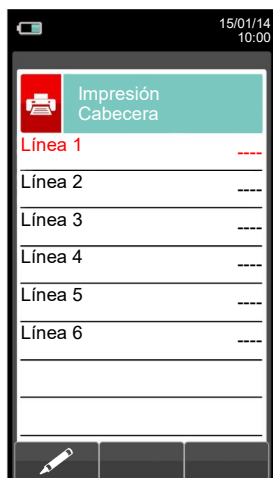 15/01/14
10:00
Impresión
Cabecera
Línea 1 ----
Línea 2 ----
Línea 3 ----
Línea 4 ----
Línea 5 ----
Línea 6 ----